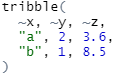 tribble(
  ~x, ~y, ~z,
  "a", 2, 3.6,
  "b", 1, 8.5
)